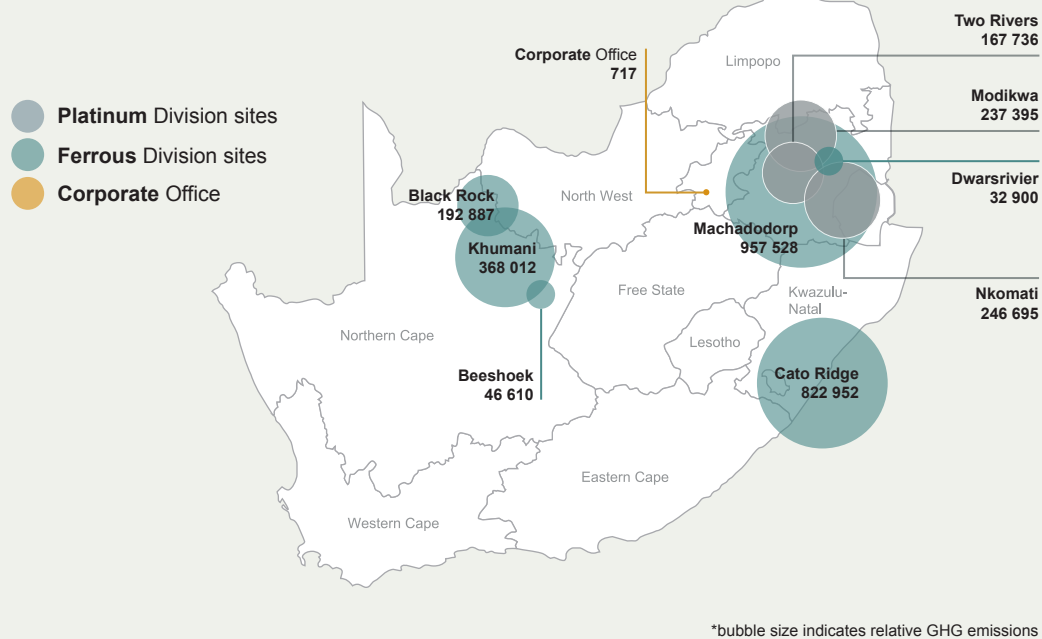 Platinum Division sites
Ferrous Division sites
Corporate Office
Corporate Office
717
Limpopo
Two Rivers
167 736
Modikwa
237 395
Dwarsrivier
32 900
Black Rock
192 887
North West
Khumani
368 012
Machadodorp
957 528
Nkomati
246 695
Free State
Kwazulu-
Natal
Northern Cape
Lesotho
Beeshoek
46 610
Cato Ridge
822 952
Eastern Cape
Western Cape
*bubble size indicates relative GHG emissions